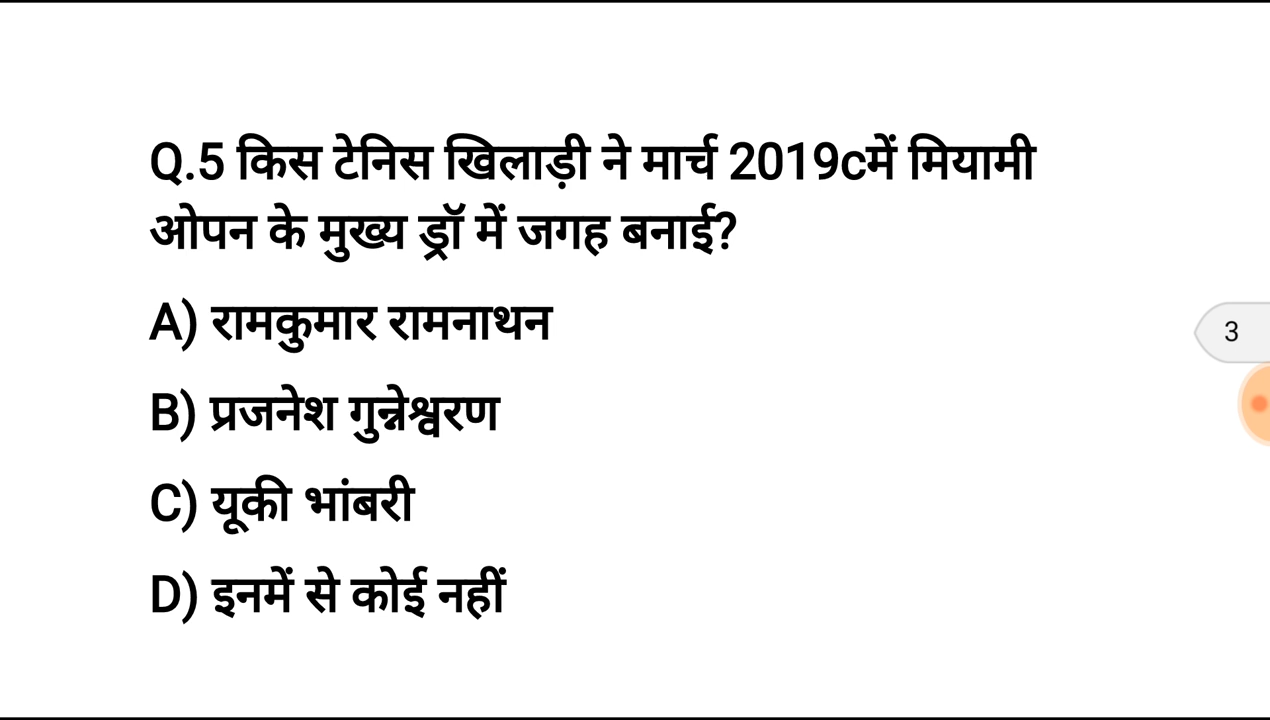 Q.5 किस टेनिस खिलाड़ी ने मार्च 2019cमें मियामी
ओपन के मुख्य ड्रॉ में जगह बनाई?
A) रामकुमार रामनाथन
B) प्रजनेश गुन्नेश्वरण
C) यूकी भांबरी
D) इनमें से कोई नहीं
3